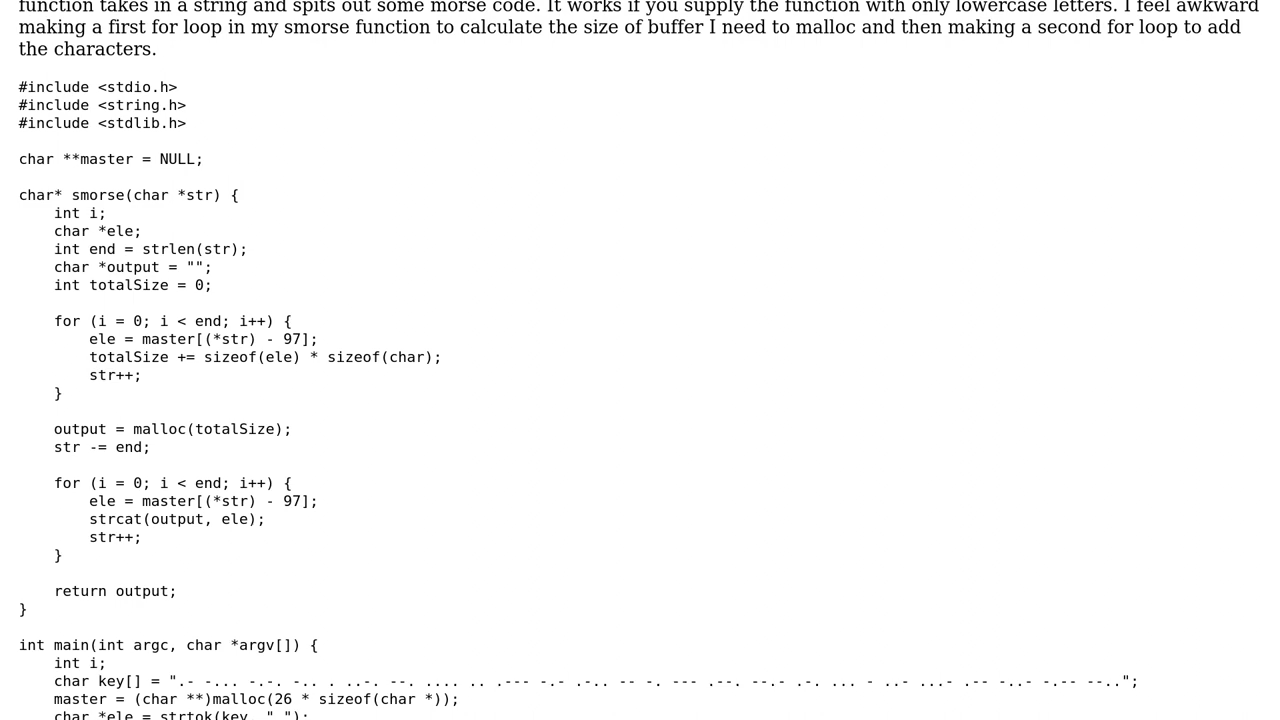 function takes in a string and spits out some morse code. It works if you supply the function with only lowercase letters. I feel awkward
making a first for loop in my smorse function to calculate the size of buffer I need to malloc and then making a second for loop to add
the characters.
#include <stdio.h>
#include <string.h>
#include <stdlib.h>
char **master = NULL;
char* smorse(char *str) {
    int i;
    char *ele;
    int end = strlen(str);
    char *output = "";
    int totalSize = 0;
    for (i = 0; i < end; i++) {
        ele = master[(*str) - 97];
        totalSize += sizeof(ele) * sizeof(char);
        str++;
    }
    output = malloc(totalSize);
    str -= end;
    for (i = 0; i < end; i++) {
        ele = master[(*str) - 97];
        strcat(output, ele);
        str++;
    }
    return output;
}
int main(int argc, char *argv[]) {
    int i;
    char key[] = ".- -... -.-. -.. . ..-. --. .... .. .--- -.- .-.. -- -. --- .--. --.- .-. ... - ..- ...- .-- -..- -.-- --..";
    master = (char **)malloc(26 * sizeof(char *));
    char *ele = strtok(key, " ");